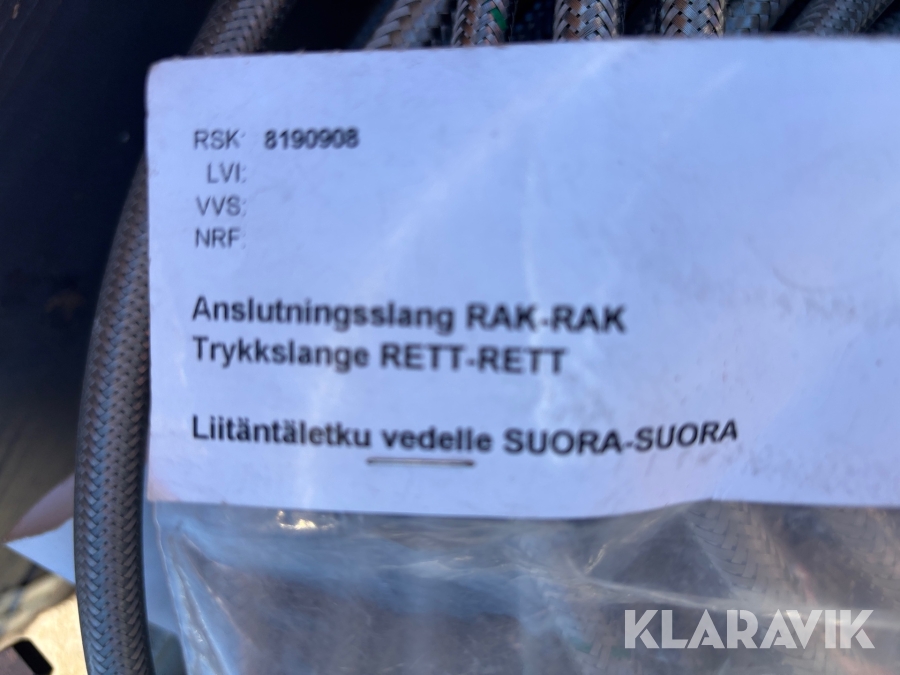 RSK: 8190908
LVI:
VVS:
NRF:
Anslutningsslang RAK-RAK
Trykkslange RETT-RETT
Liitäntäletku vedelle SUORA-SUORA
KLARAVIK